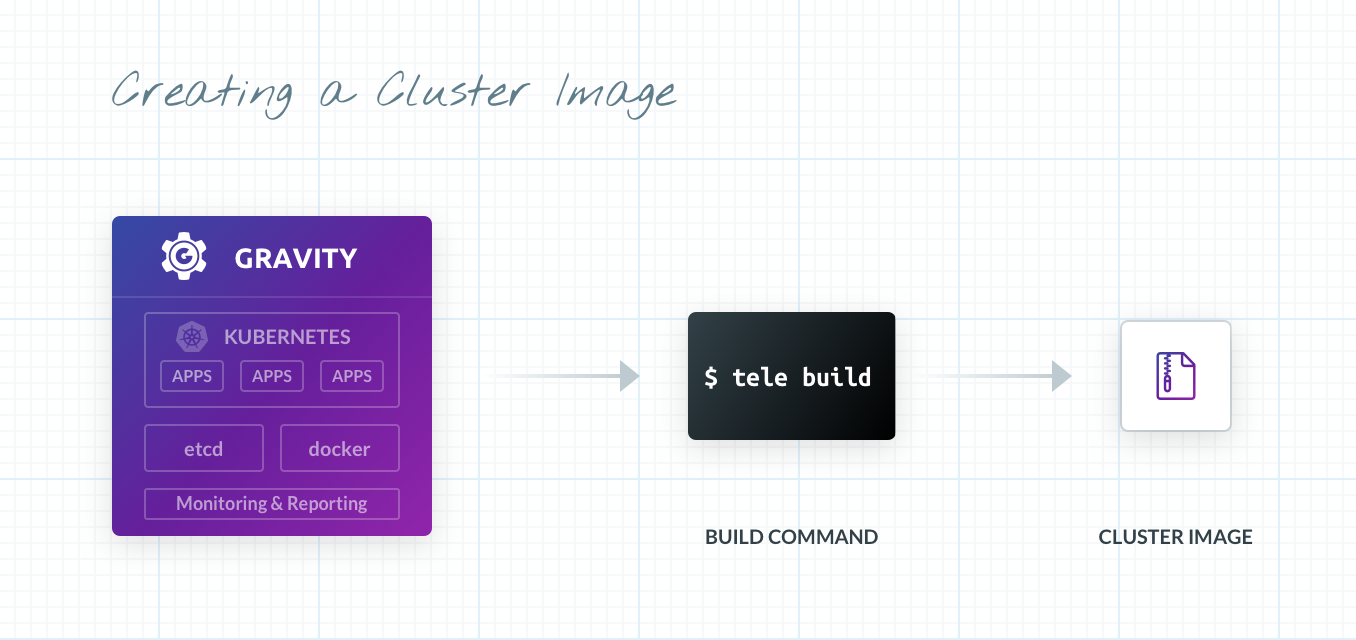 Creating a Cluster Image
GRAVITY
KUBERNETES
APPS APPS APPS
etcd docker
Monitoring & Reporting
$ tele build
BUILD COMMAND
CLUSTER IMAGE